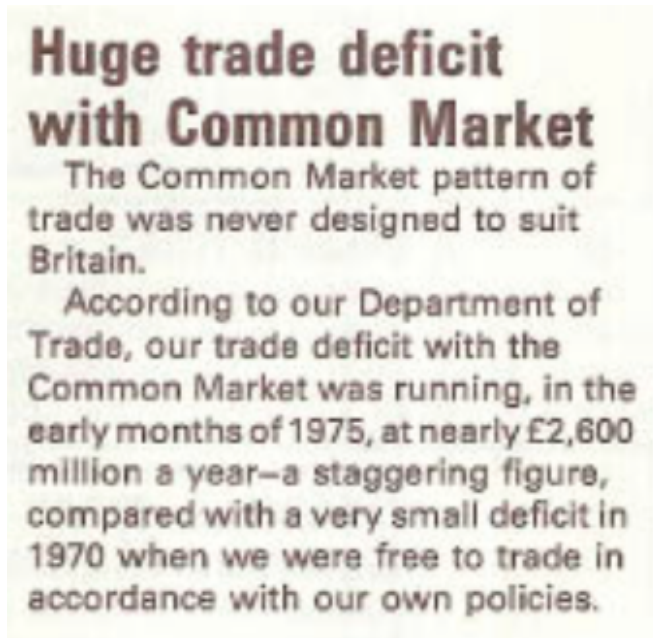 Huge trade deficit
with Common Market
The Common Market pattern of
trade was never designed to suit
Britain.
According to our Department of
Trade, our trade deficit with the
Common Market was running, in the
early months of 1975, at nearly £2,600
million a year—a staggering figure,
compared with a very small deficit in
1970 when we were free to trade in
accordance with our own policies.